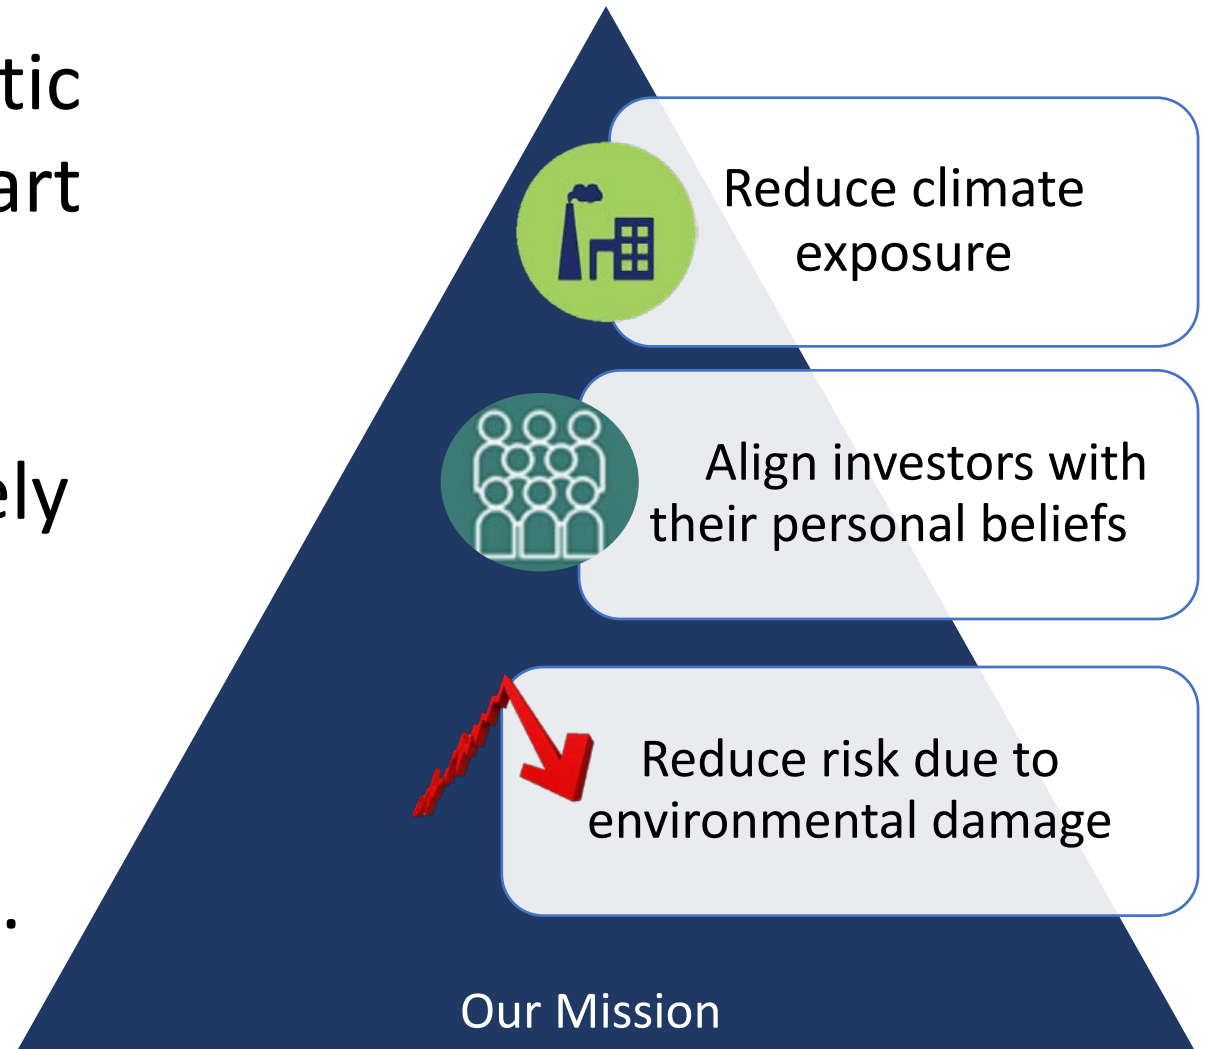 tic
art
ely
.
Reduce climate
exposure
Align investors with
their personal beliefs
Reduce risk due to
environmental damage
Our Mission